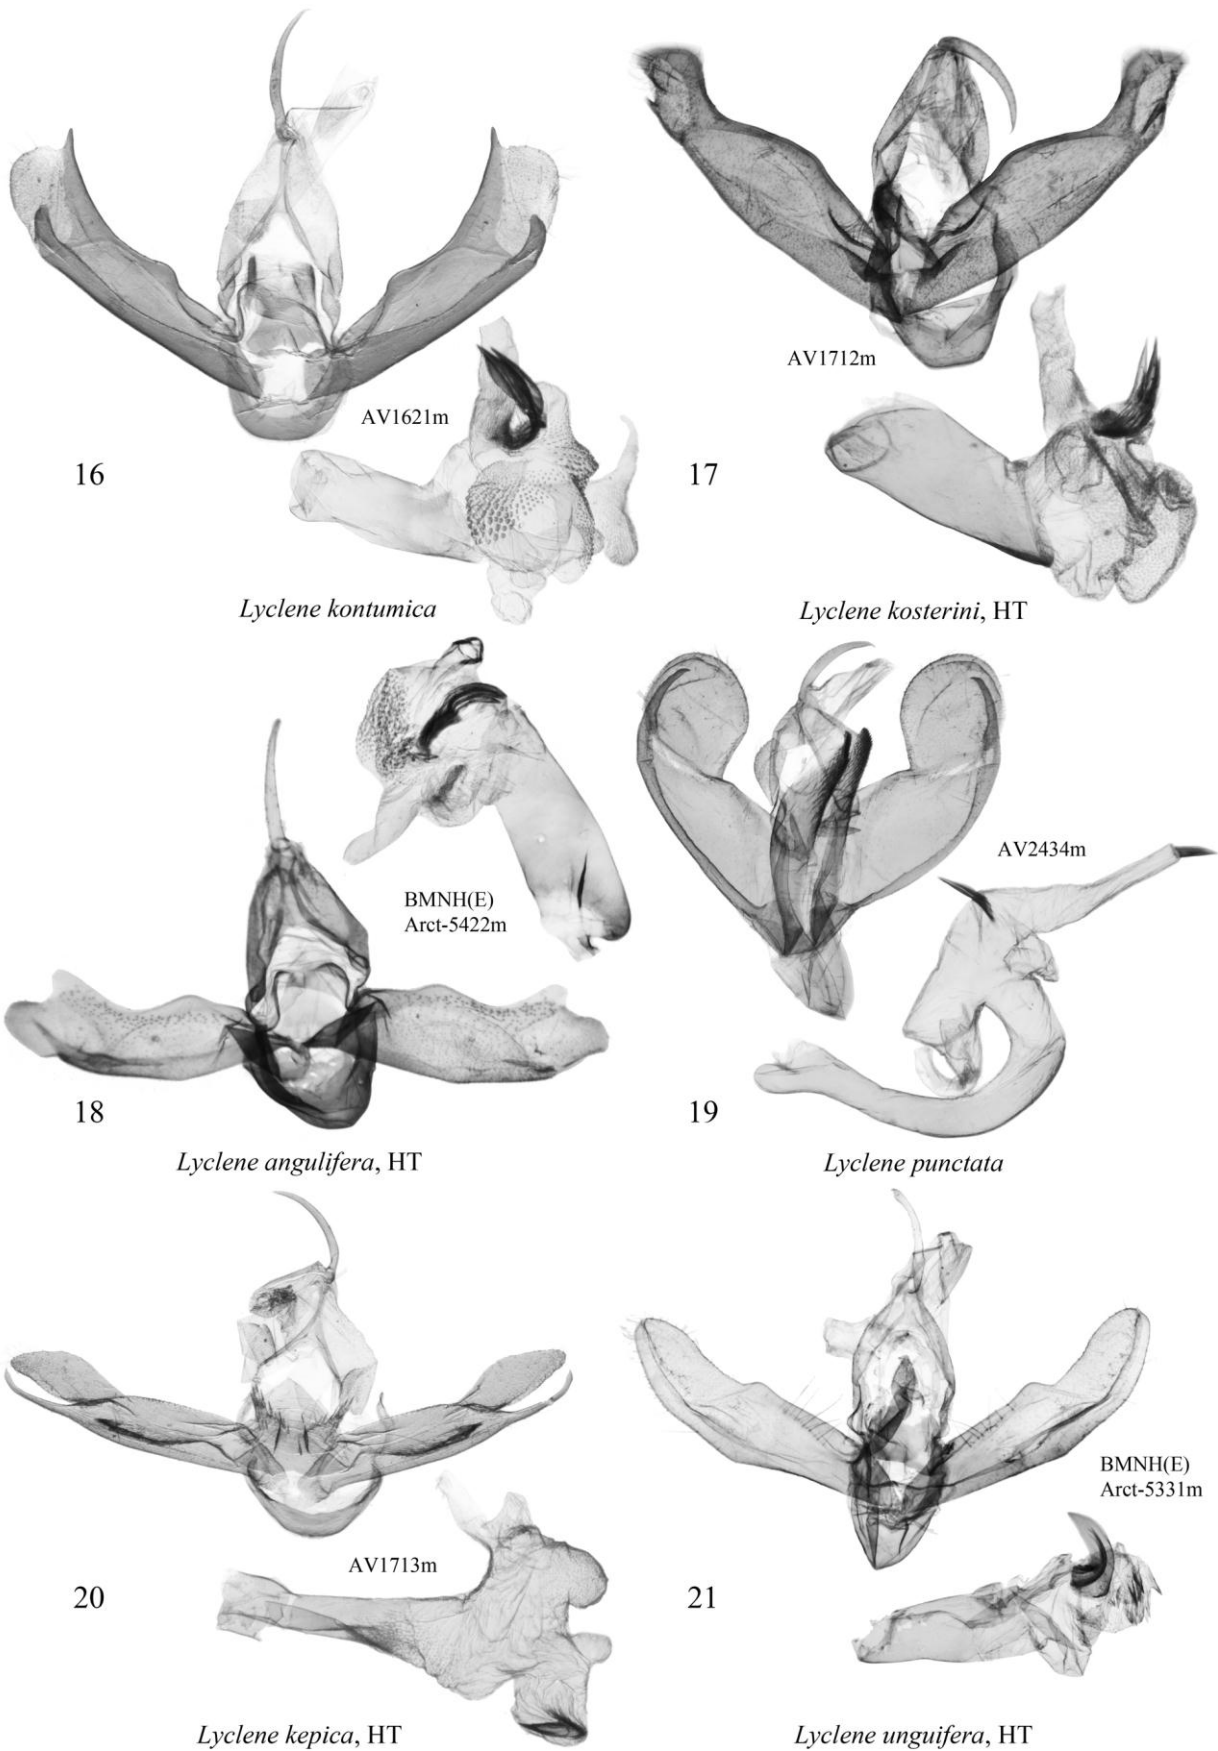 AV1621m
16
Lyclene kontumica
AV1712m
17
Lyclene kosterini, HT
BMNH(E)
Arct-5422m
18
Lyclene angulifera, HT
AV2434m
19
Lyclene punctata
AV1713m
20
Lyclene kepica, HT
BMNH(E)
Arct-5331m
21
Lyclene unguifera, HT